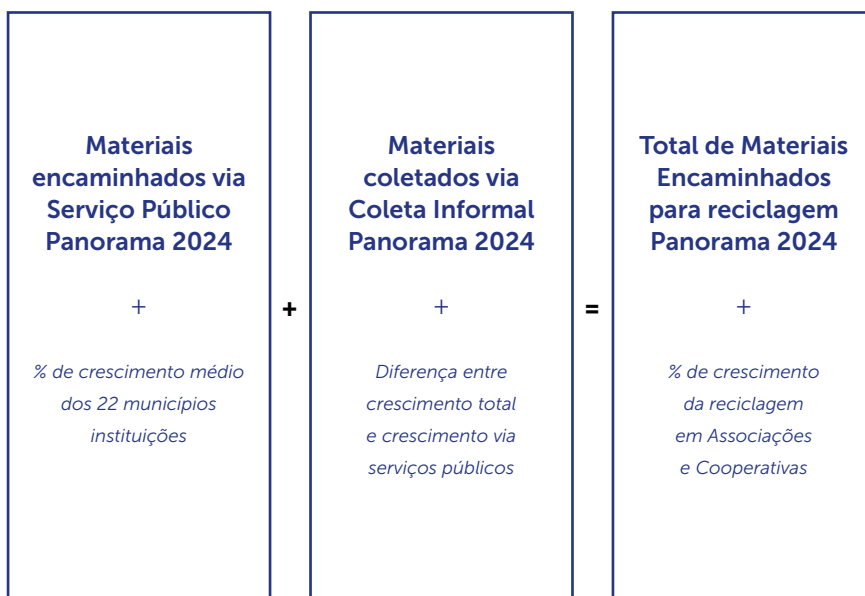 Materiais
encaminhados via
Serviço Público
Panorama 2024
+
% de crescimento médio
dos 22 municípios
instituições
+
Materiais
coletados via
Coleta Informal
Panorama 2024
+
Diferença entre
crescimento total
e crescimento via
serviços públicos
=
Total de Materiais
Encaminhados
para reciclagem
Panorama 2024
+
% de crescimento
da reciclagem
em Associações
e Cooperativas